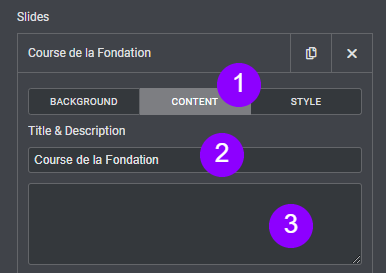 Slides
Course de la Fondation
1
BACKGROUND CONTENT STYLE
Title & Description
Course de la Fondation
2
3